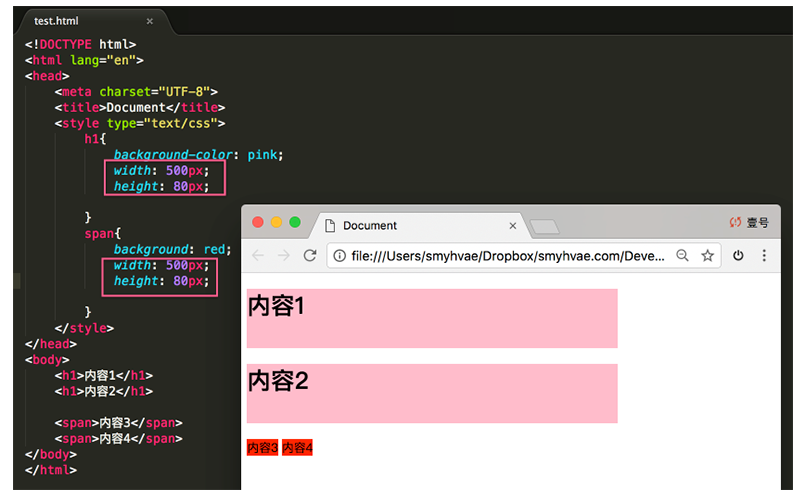 test.html ×
<!DOCTYPE html>
<html lang="en">
<head>
    <meta charset="UTF-8">
    <title>Document</title>
    <style type="text/css">
        h1{
            background-color: pink;
            width: 500px;
            height: 80px;
        }
        span{
            background: red;
            width: 500px;
            height: 80px;
        }
    </style>
</head>
<body>
    <h1>内容1</h1>
    <h1>内容2</h1>
    <span>内容3</span>
    <span>内容4</span>
</body>
</html>
Document ×
壹号
file:///Users/smyhvae/Dropbox/smyhvae.com/Deve...
内容1
内容2
内容3 内容4